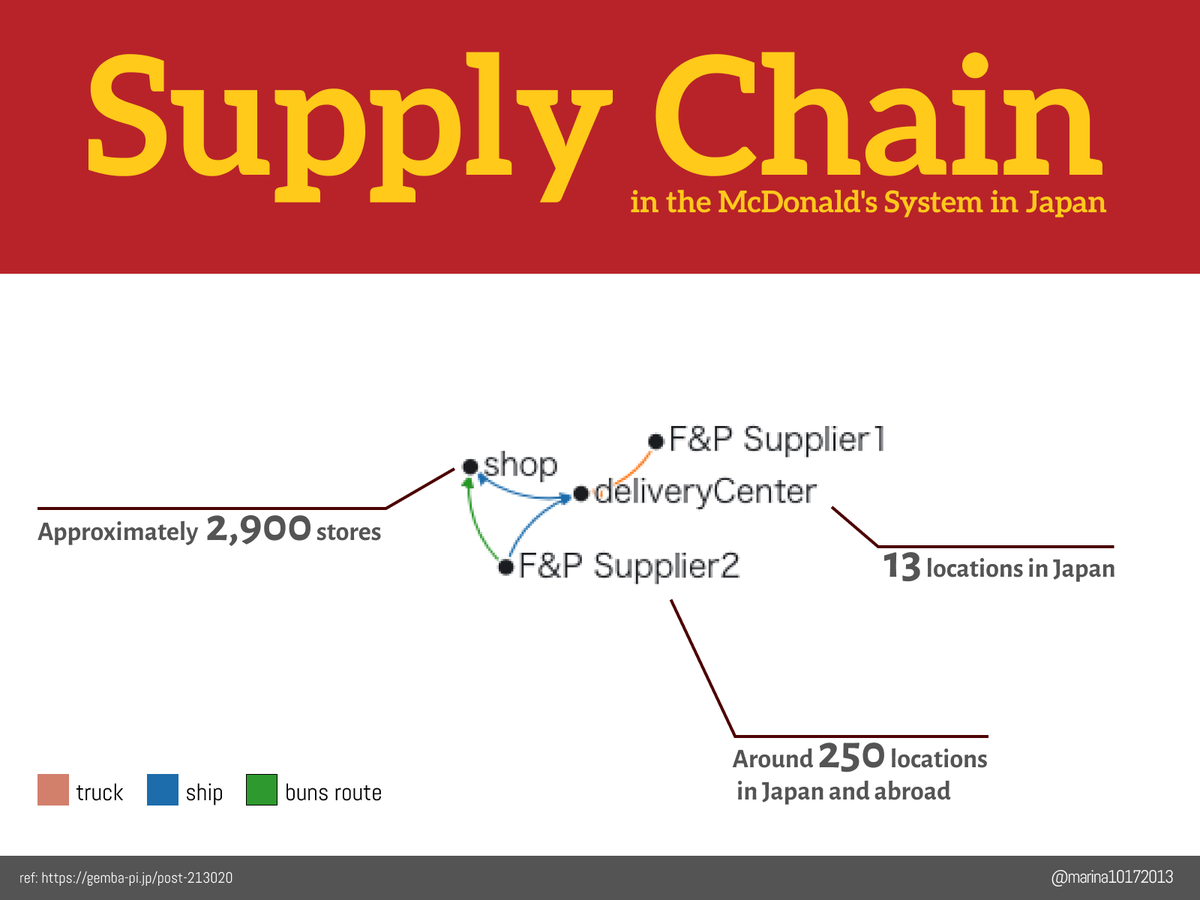 Supply Chain
in the McDonald's System in Japan
F&P Supplier1
shop
deliveryCenter
Approximately 2,900 stores
F&P Supplier2
13 locations in Japan
Around 250 locations
in Japan and abroad
truck
ship
buns route
ref: https://gemba-pi.jp/post-213020
@marina10172013